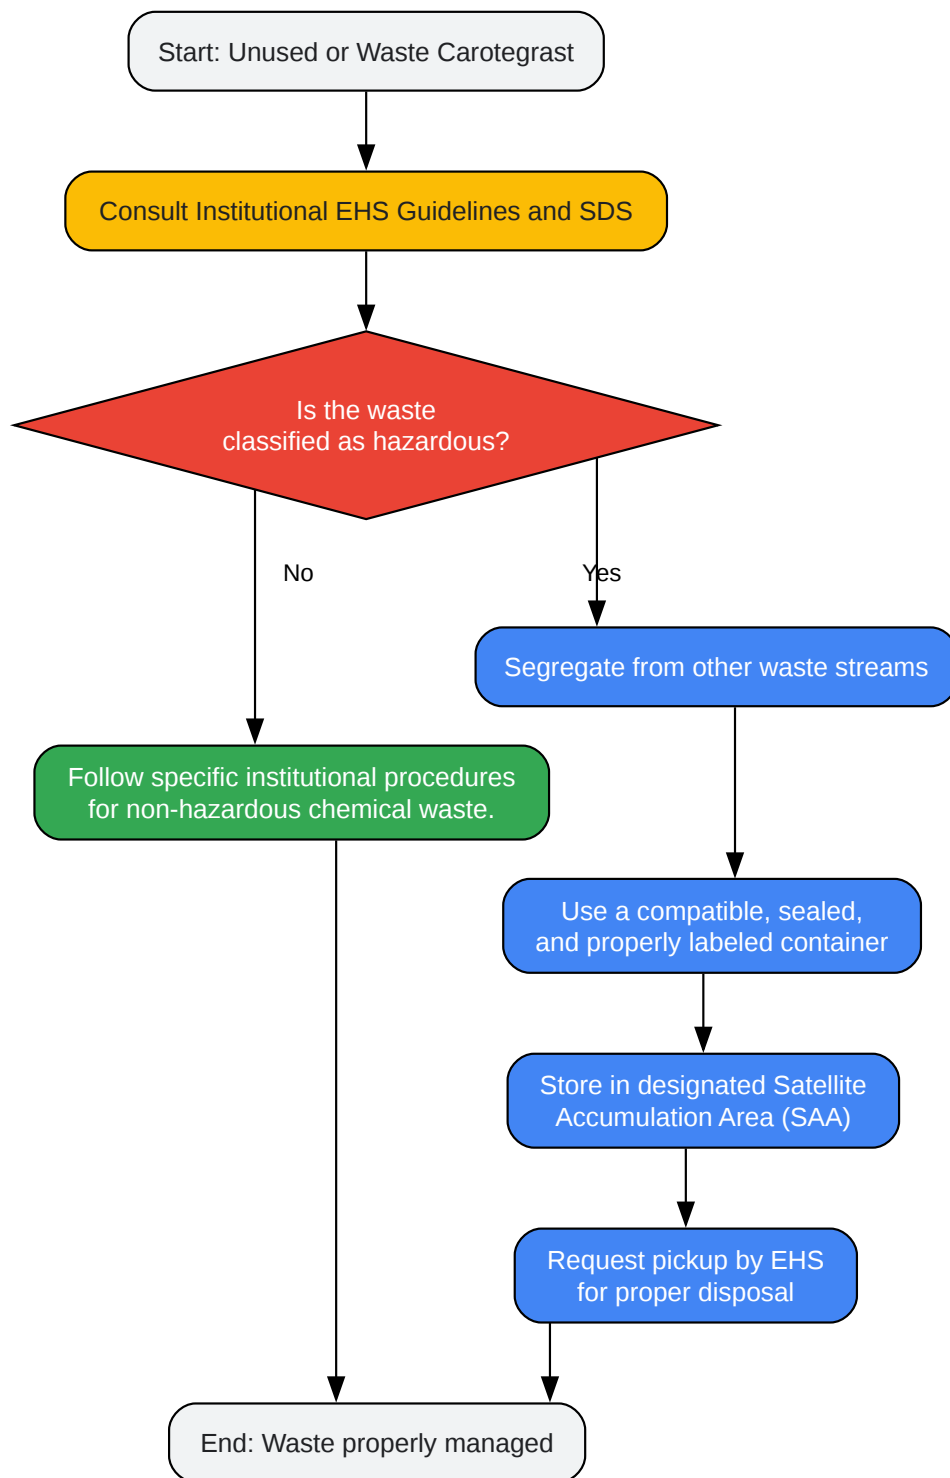 Start: Unused or Waste Carotegrast
Consult Institutional EHS Guidelines and SDS
Is the waste
classified as hazardous?
No
Yes
Segregate from other waste streams
Follow specific institutional procedures
for non-hazardous chemical waste.
Use a compatible, sealed,
and properly labeled container
Store in designated Satellite
Accumulation Area (SAA)
Request pickup by EHS
for proper disposal
End: Waste properly managed